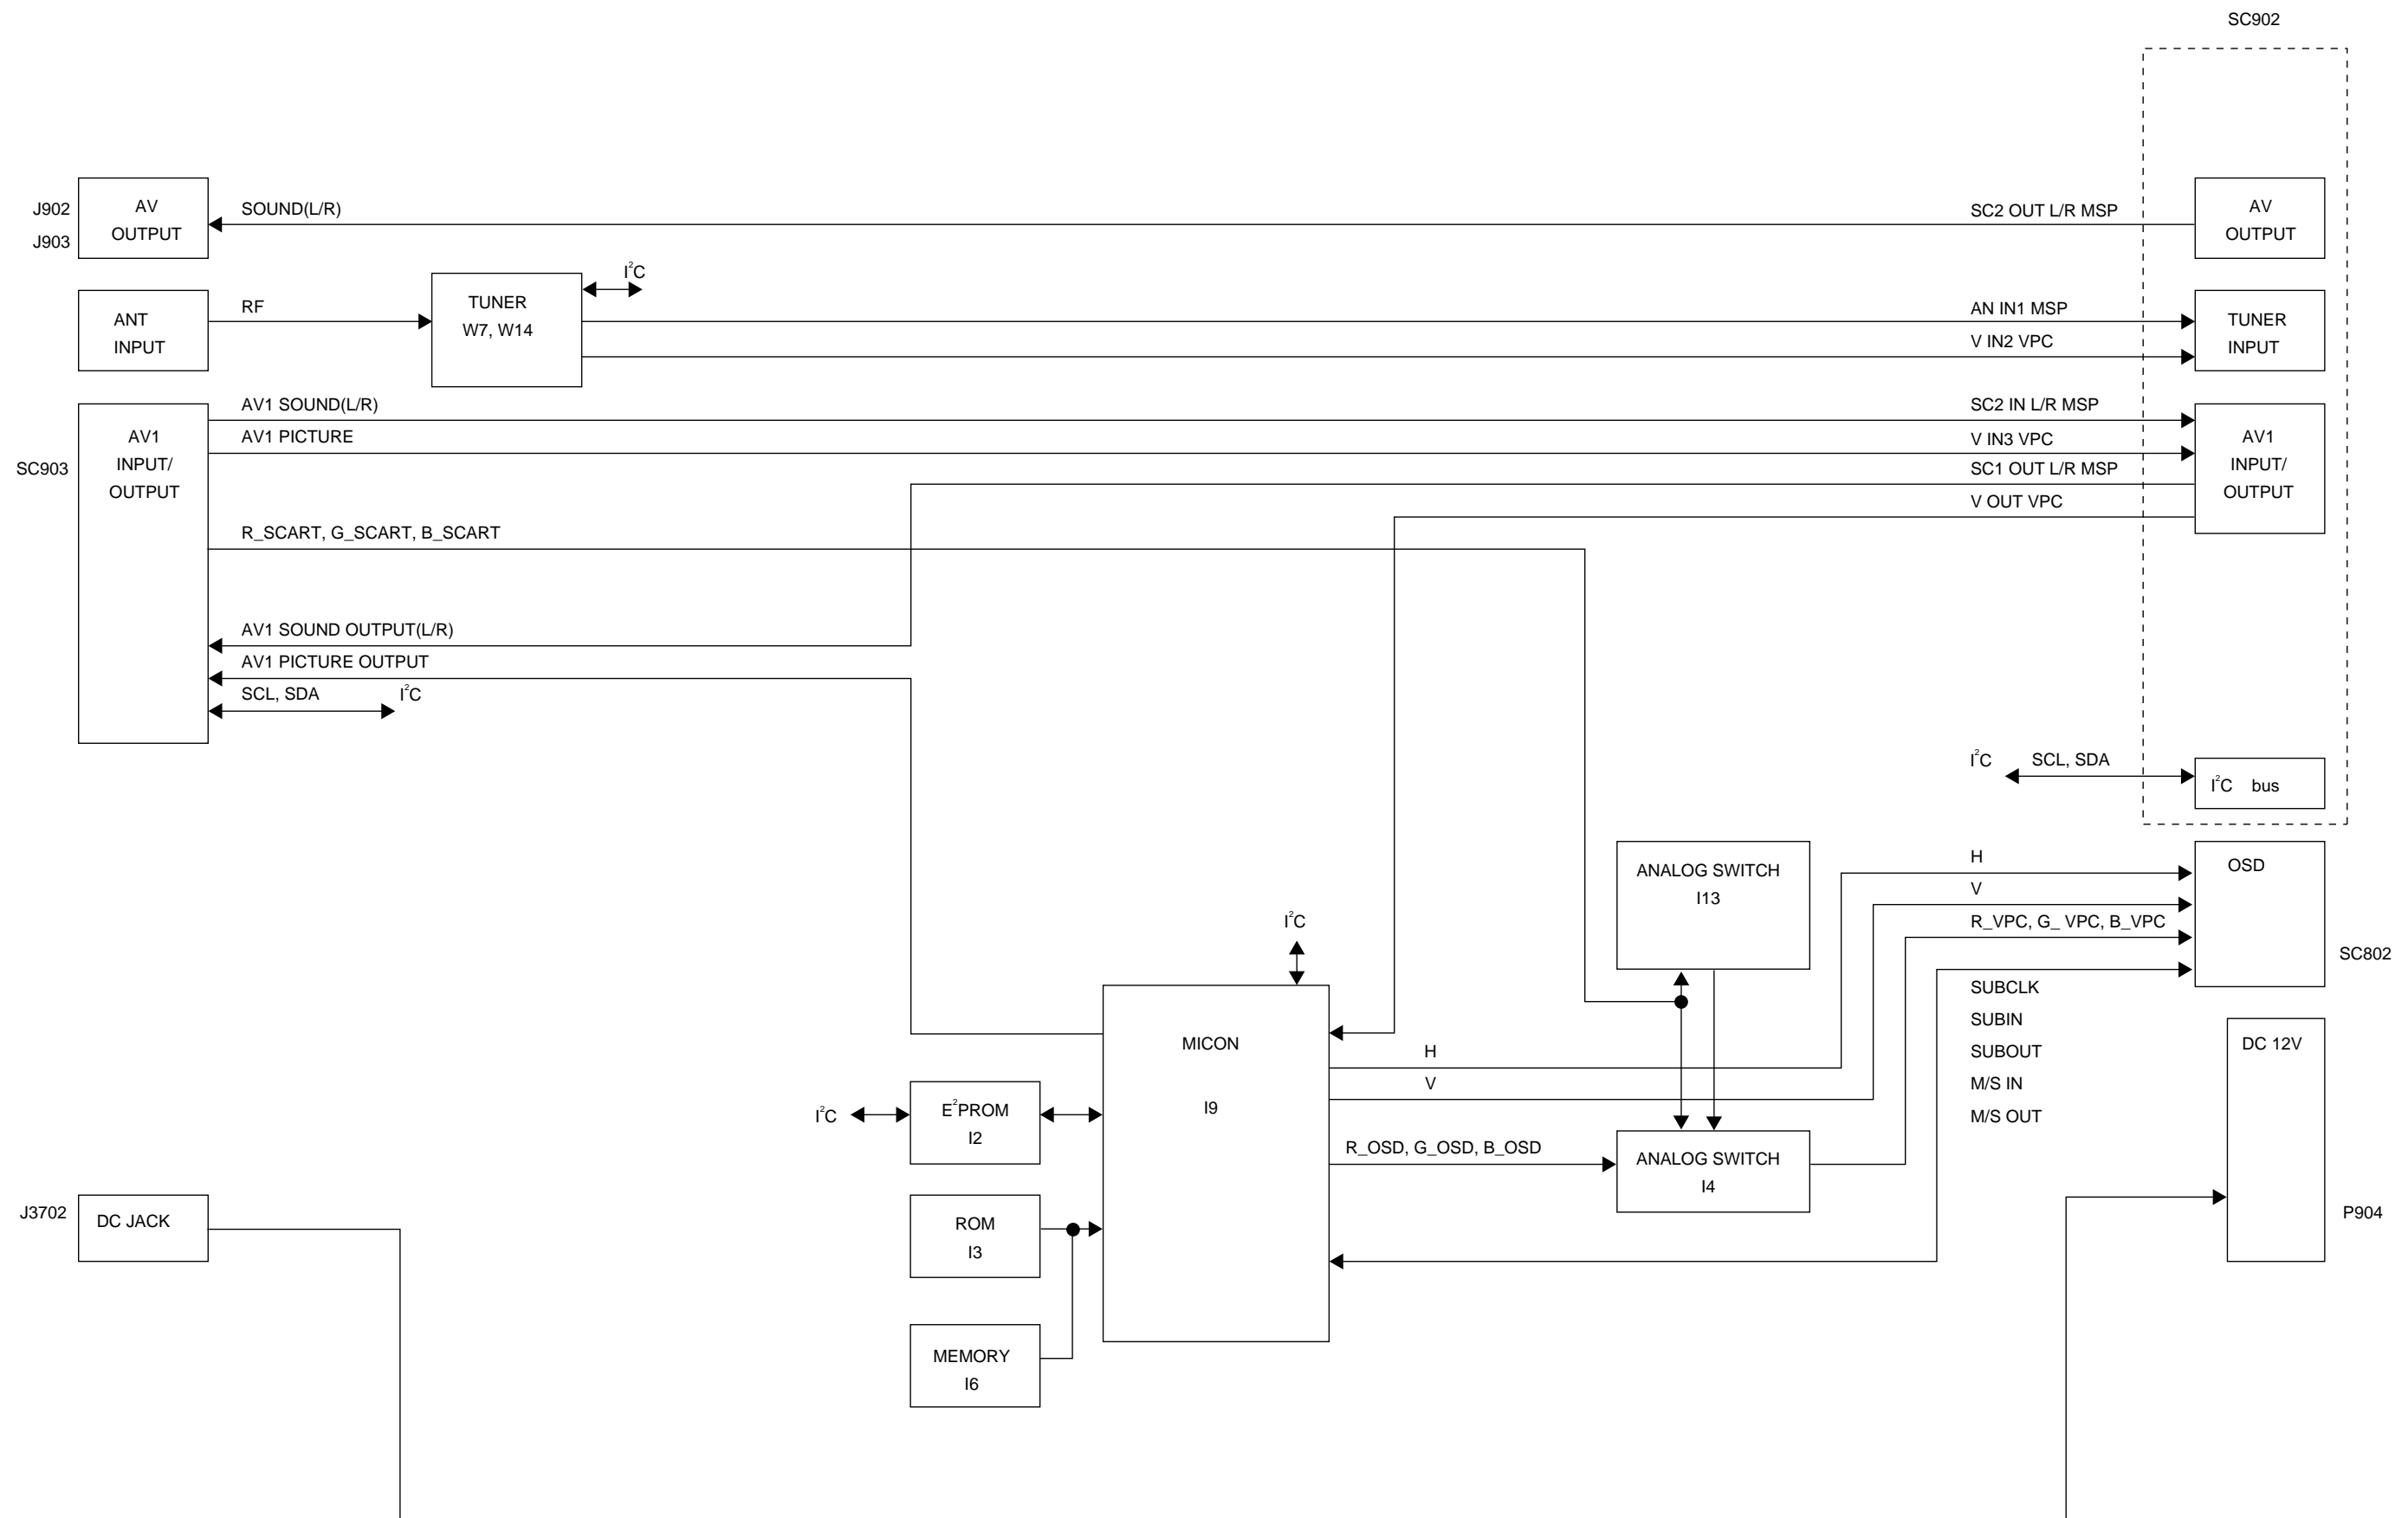 SC902
J902
J903
AV
OUTPUT
SOUND(L/R)
SC2 OUT L/R MSP
AV
OUTPUT
ANT
INPUT
RF
TUNER
W7, W14
I²C
AN IN1 MSP
V IN2 VPC
TUNER
INPUT
SC903
AV1
INPUT/
OUTPUT
AV1 SOUND(L/R)
AV1 PICTURE
SC2 IN L/R MSP
V IN3 VPC
SC1 OUT L/R MSP
V OUT VPC
AV1
INPUT/
OUTPUT
R_SCART, G_SCART, B_SCART
AV1 SOUND OUTPUT(L/R)
AV1 PICTURE OUTPUT
SCL, SDA
I²C
I²C
SCL, SDA
I²C bus
ANALOG SWITCH
I13
H
V
R_VPC, G_ VPC, B_VPC
OSD
SC802
SUBCLK
SUBIN
SUBOUT
M/S IN
M/S OUT
I²C
MICON
I9
H
V
R_OSD, G_OSD, B_OSD
ANALOG SWITCH
I4
I²C
E²PROM
I2
ROM
I3
MEMORY
I6
J3702
DC JACK
DC 12V
P904